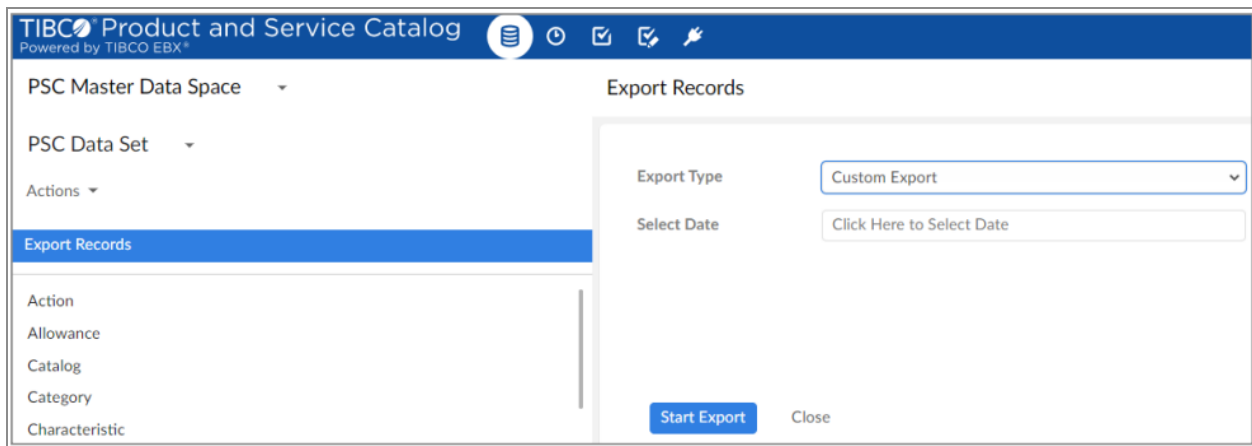 TIBCO® Product and Service Catalog
Powered by TIBCO EBX®
PSC Master Data Space
PSC Data Set
Actions
Export Records
Action
Allowance
Catalog
Category
Characteristic
Export Records
Export Type
Custom Export
Select Date
Click Here to Select Date
Start Export
Close